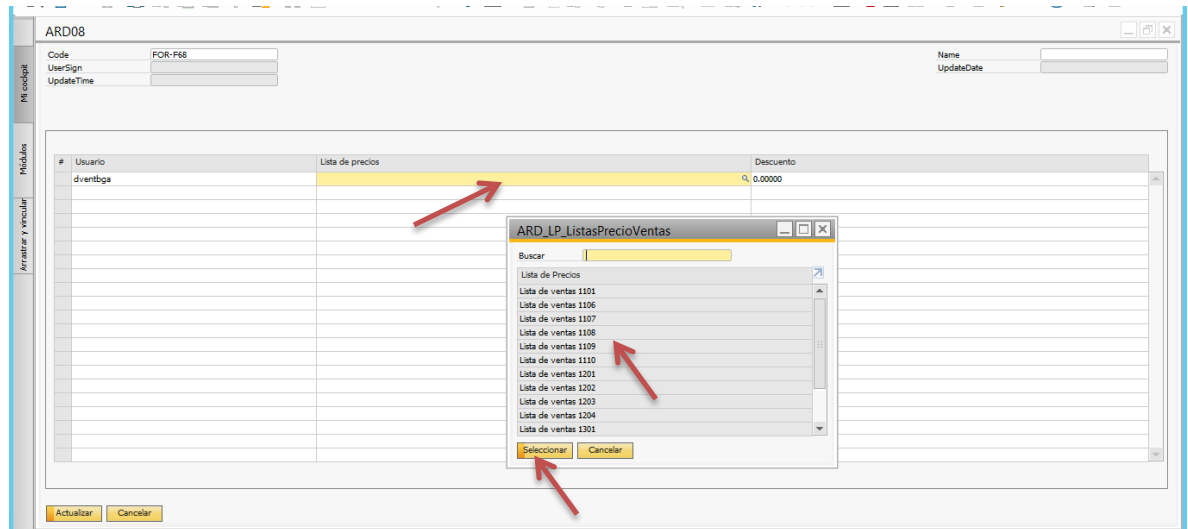 ARD08
Code FOR-F68 Name
UserSign UpdateDate
UpdateTime
Mi cockpit
Módulos
Arrastrar y vincular
# Usuario Lista de precios Descuento
dventbga 0.00000
ARD_LP_ListasPrecioVentas
Buscar
Lista de Precios
Lista de ventas 1101
Lista de ventas 1106
Lista de ventas 1107
Lista de ventas 1108
Lista de ventas 1109
Lista de ventas 1110
Lista de ventas 1201
Lista de ventas 1202
Lista de ventas 1203
Lista de ventas 1204
Lista de ventas 1301
Seleccionar Cancelar
Actualizar Cancelar